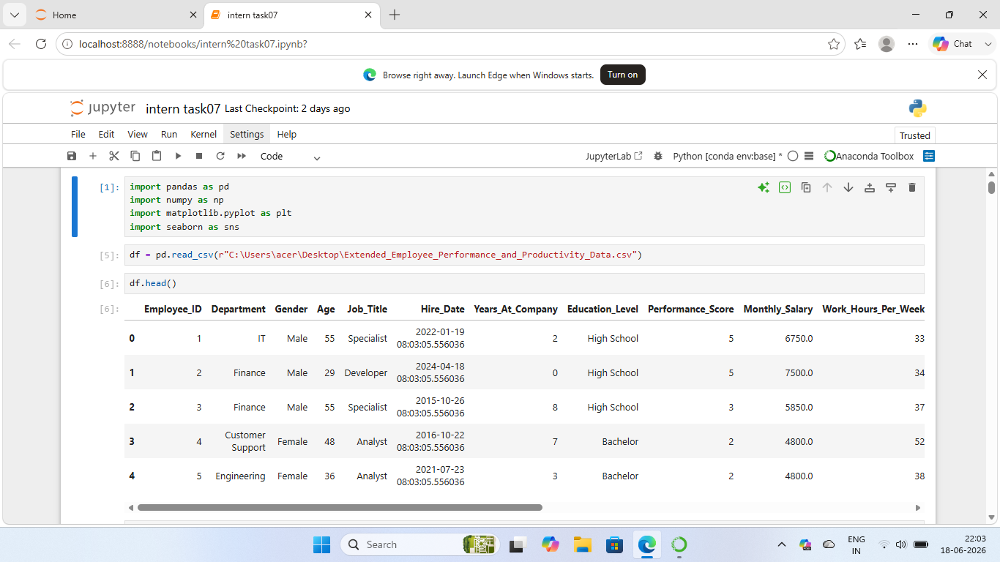 Home
intern task07
localhost:8888/notebooks/intern%20task07.ipynb?
Chat
Browse right away. Launch Edge when Windows starts.
Turn on
jupyter
intern task07 Last Checkpoint: 2 days ago
File Edit View Run Kernel Settings Help
Trusted
Code
JupyterLab
Python [conda env:base] *
Anaconda Toolbox
[1]:
import pandas as pd
import numpy as np
import matplotlib.pyplot as plt
import seaborn as sns
[5]: df = pd.read_csv(r"C:\Users\acer\Desktop\Extended_Employee_Performance_and_Productivity_Data.csv")
[6]: df.head()
[6]:
Employee_ID Department Gender Age Job_Title Hire_Date Years_At_Company Education_Level Performance_Score Monthly_Salary Work_Hours_Per_Week
0 1 IT Male 55 Specialist 2022-01-19 08:03:05.556036 2 High School 5 6750.0 33
1 2 Finance Male 29 Developer 2024-04-18 08:03:05.556036 0 High School 5 7500.0 34
2 3 Finance Male 55 Specialist 2015-10-26 08:03:05.556036 8 High School 3 5850.0 37
3 4 Customer Support Female 48 Analyst 2016-10-22 08:03:05.556036 7 Bachelor 2 4800.0 52
4 5 Engineering Female 36 Analyst 2021-07-23 08:03:05.556036 3 Bachelor 2 4800.0 38
Search
ENG
IN
22:03
18-06-2026